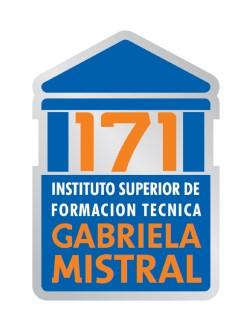 171
INSTITUTO SUPERIOR DE
FORMACION TECNICA
GABRIELA
MISTRAL